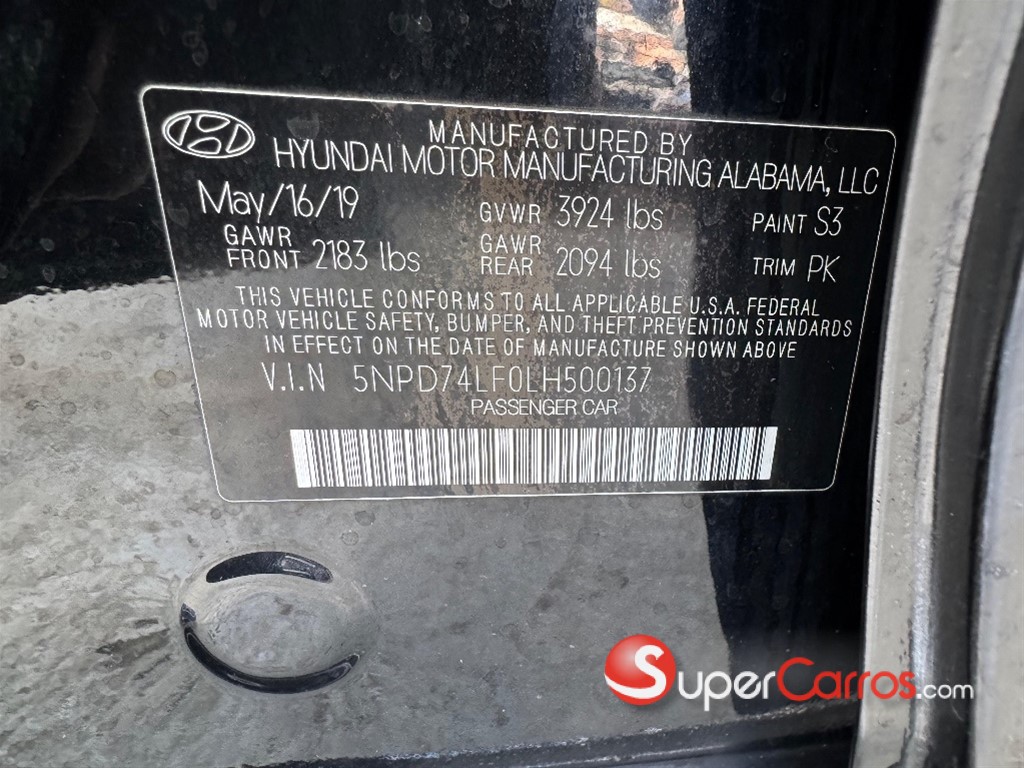 MANUFACTURED BY
HYUNDAI MOTOR MANUFACTURING ALABAMA, LLC
May/16/19 GVWR 3924 lbs PAINT S3
GAWR FRONT 2183 lbs GAWR REAR 2094 lbs TRIM PK
THIS VEHICLE CONFORMS TO ALL APPLICABLE U.S.A. FEDERAL
MOTOR VEHICLE SAFETY, BUMPER, AND THEFT PREVENTION STANDARDS
IN EFFECT ON THE DATE OF MANUFACTURE SHOWN ABOVE
V.I.N 5NPD74LF0LH500137
PASSENGER CAR
S SuperCarros.com